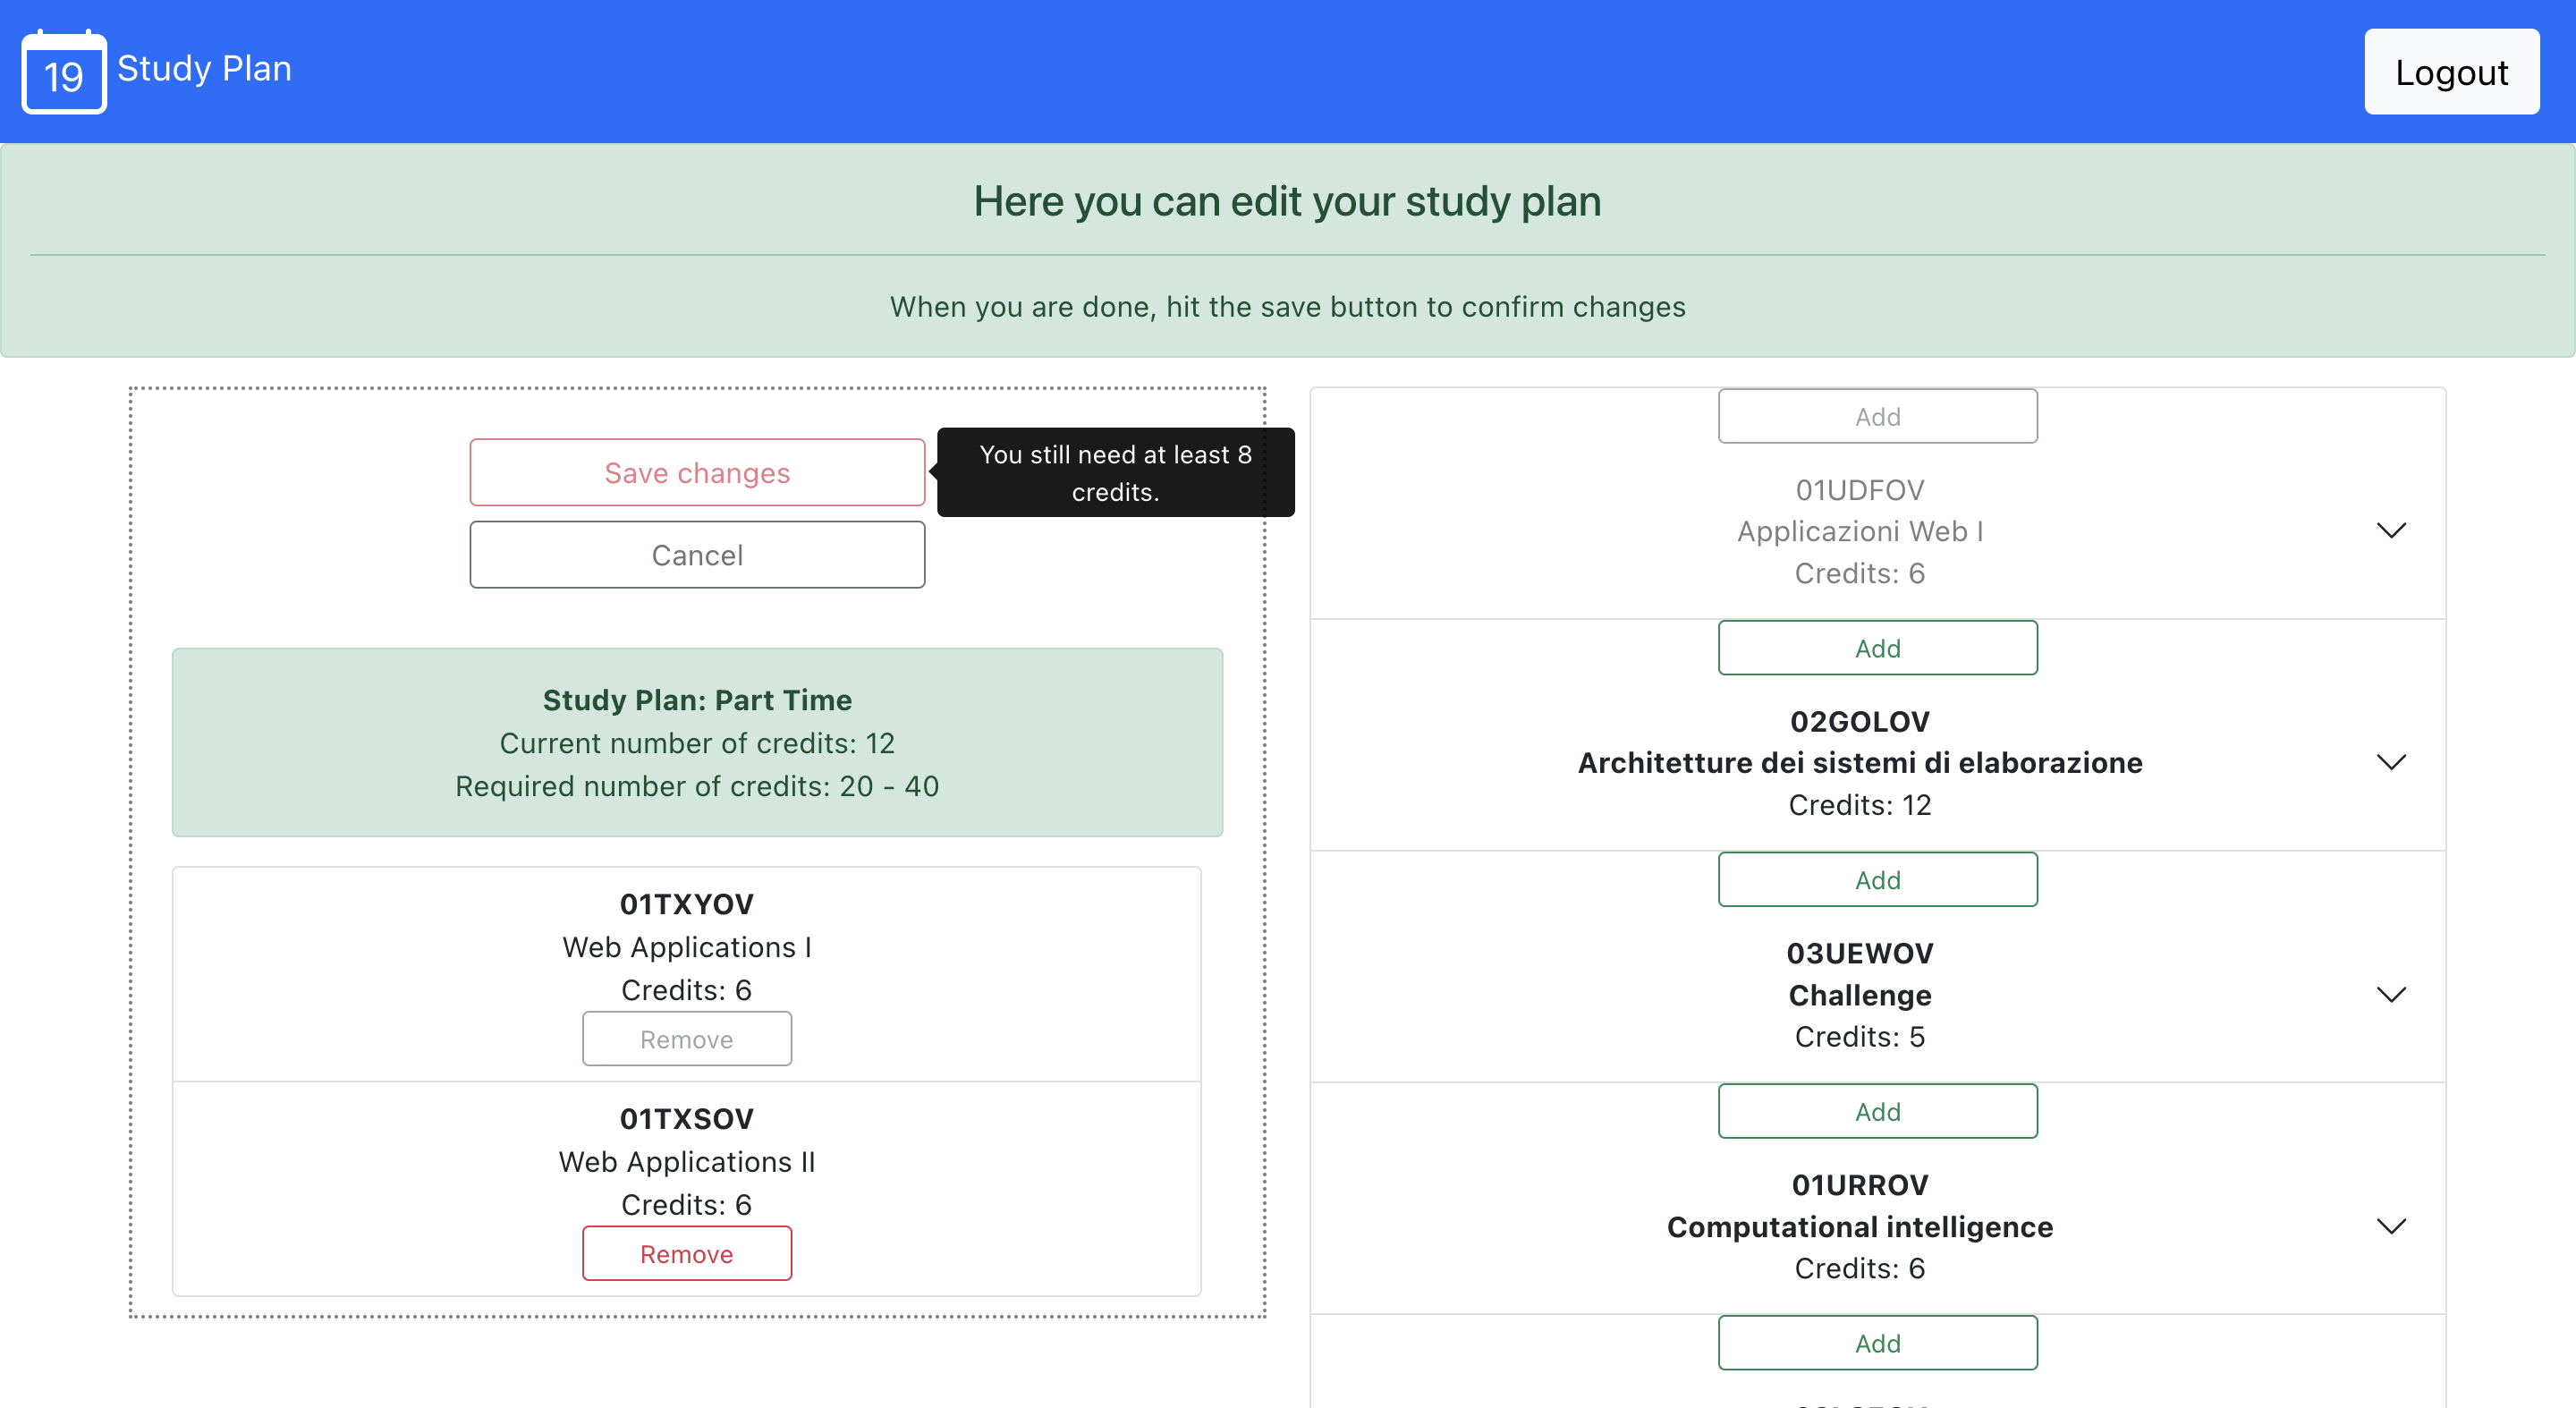 19
Study Plan
Logout
Here you can edit your study plan
When you are done, hit the save button to confirm changes
Save changes
You still need at least 8
credits.
Cancel
Study Plan: Part Time
Current number of credits: 12
Required number of credits: 20 - 40
01TXYOV
Web Applications I
Credits: 6
Remove
01TXSOV
Web Applications II
Credits: 6
Remove
Add
01UDFOV
Applicazioni Web I
Credits: 6
Add
02GOLOV
Architetture dei sistemi di elaborazione
Credits: 12
Add
03UEWOV
Challenge
Credits: 5
Add
01URROV
Computational intelligence
Credits: 6
Add